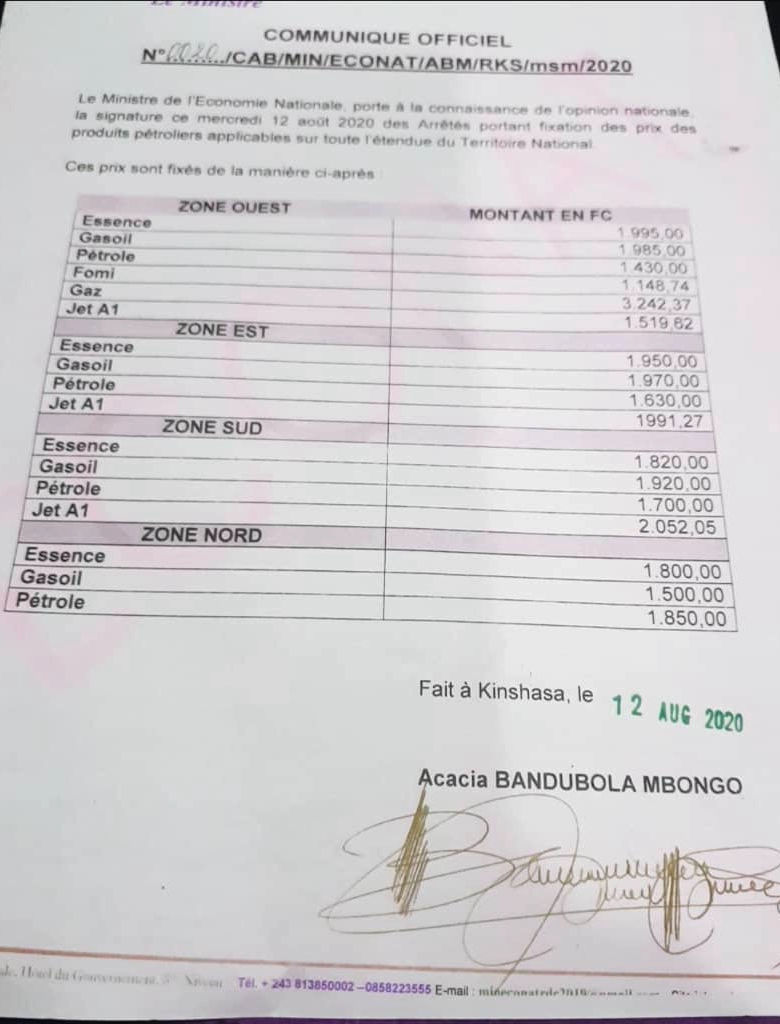 Le Ministre
COMMUNIQUE OFFICIEL
N° 0020 /CAB/MIN/ECONAT/ABM/RKS/msm/2020
Le Ministre de l'Economie Nationale, porte à la connaissance de l'opinion nationale,
la signature ce mercredi 12 août 2020 des Arrêtés portant fixation des prix des
produits pétroliers applicables sur toute l'étendue du Territoire National.
Ces prix sont fixés de la manière ci-après :
ZONE OUEST MONTANT EN FC
Essence 1.995,00
Gasoil 1.985,00
Pétrole 1.430,00
Fomi 1.148,74
Gaz 3.242,37
Jet A1 1.519,62
ZONE EST
Essence 1.950,00
Gasoil 1.970,00
Pétrole 1.630,00
Jet A1 1991,27
ZONE SUD
Essence 1.820,00
Gasoil 1.920,00
Pétrole 1.700,00
Jet A1 2.052,05
ZONE NORD
Essence 1.800,00
Gasoil 1.500,00
Pétrole 1.850,00
Fait à Kinshasa, le 12 AUG 2020
Acacia BANDUBOLA MBONGO
Hôtel du Gouvernement, Niveau Tél. + 243 813850002 –0858223555 E-mail :